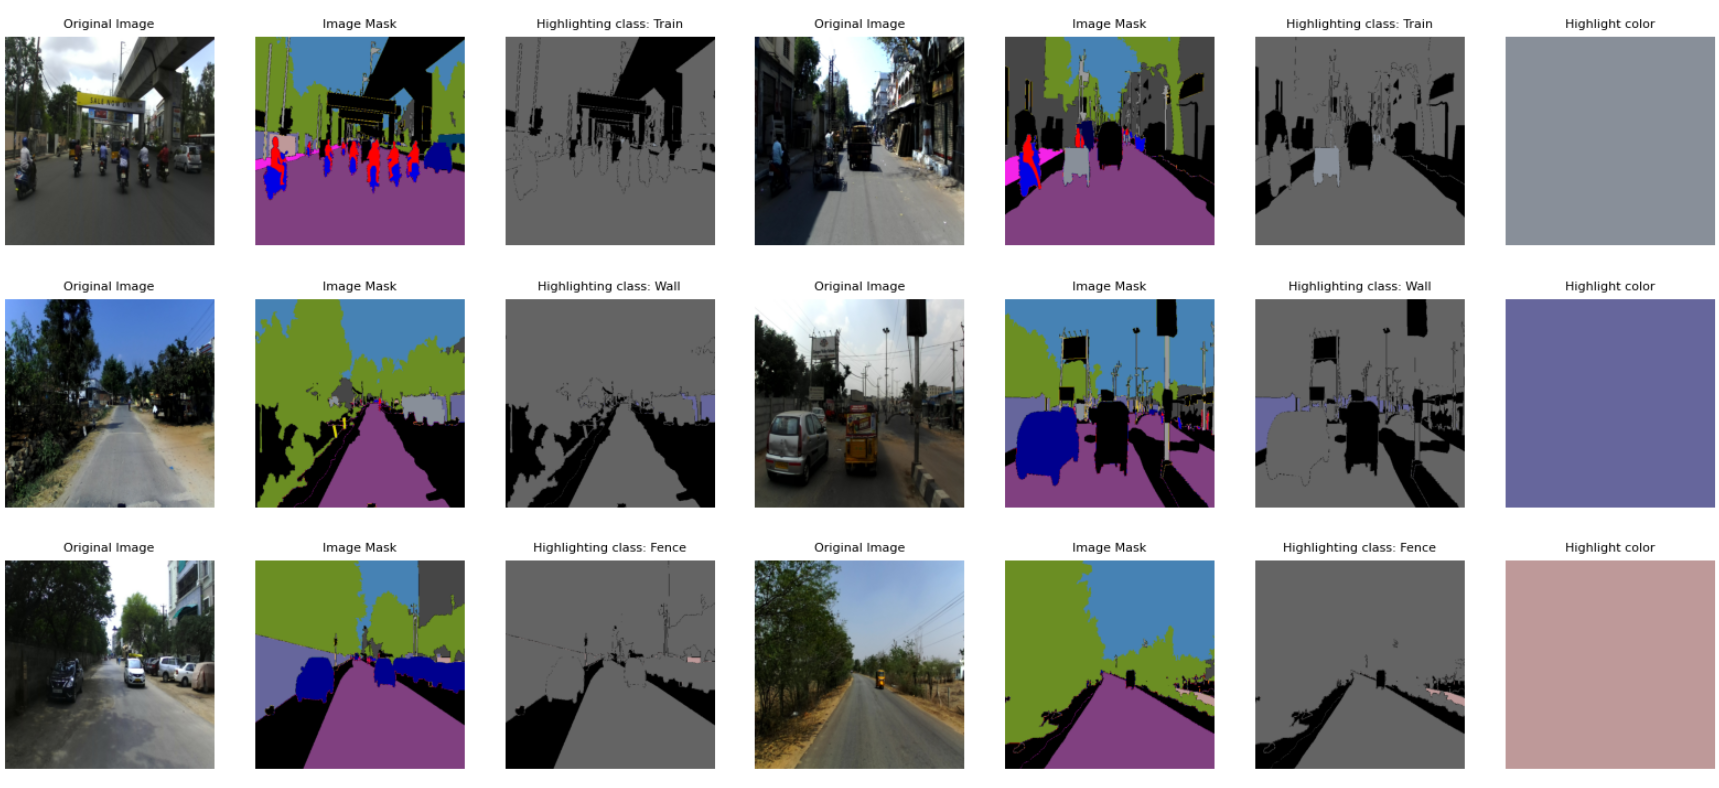 Original Image Image Mask Highlighting class: Train Original Image Image Mask Highlighting class: Train Highlight color
SALE NOW
Original Image Image Mask Highlighting class: Wall Original Image Image Mask Highlighting class: Wall Highlight color
Original Image Image Mask Highlighting class: Fence Original Image Image Mask Highlighting class: Fence Highlight color